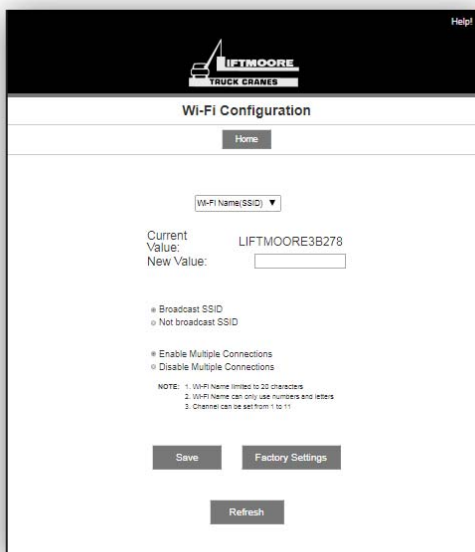 Help!
LIFTMOORE
TRUCK CRANES
Wi-Fi Configuration
Home
Wi-Fi Name(SSID) ▼
Current
Value:
LIFTMOORE3B278
New Value:
Broadcast SSID
Not broadcast SSID
Enable Multiple Connections
Disable Multiple Connections
NOTE: 1. Wi-Fi Name limited to 20 characters
2. Wi-Fi Name can only use numbers and letters
3. Channel can be set from 1 to 11
Save Factory Settings
Refresh